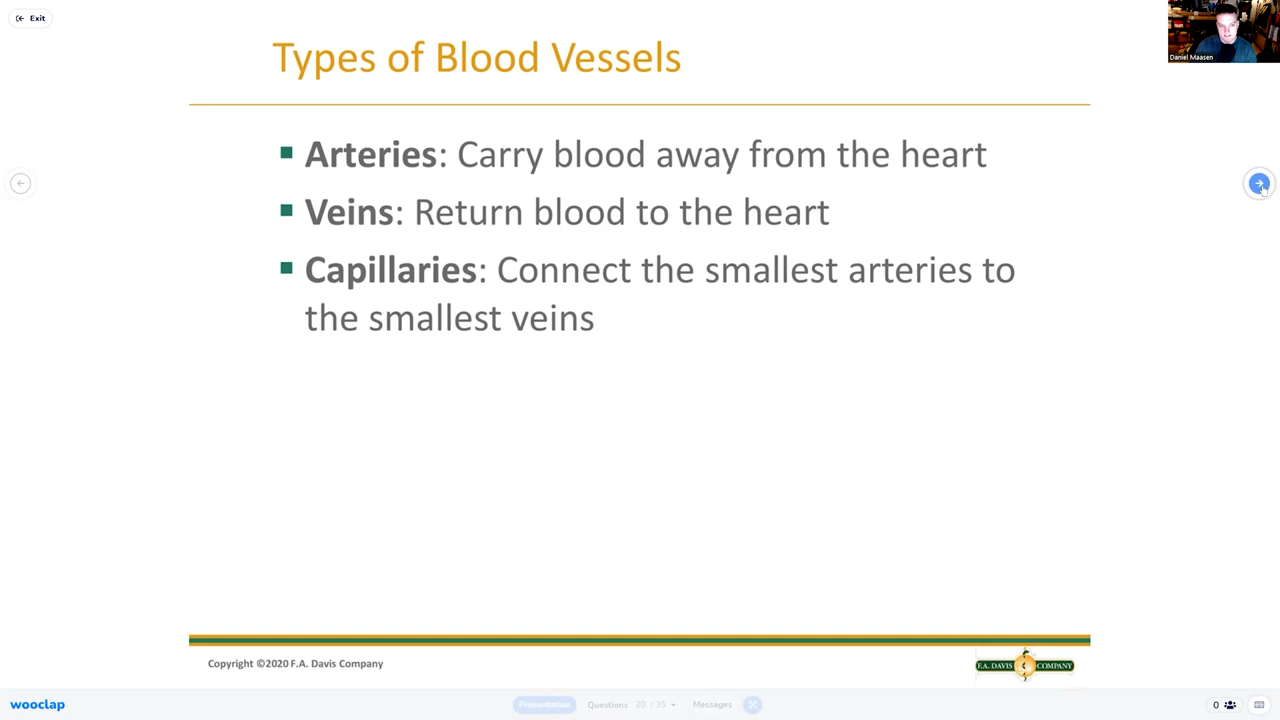 Exit
Types of Blood Vessels
Daniel Maasen
▪ Arteries: Carry blood away from the heart
▪ Veins: Return blood to the heart
▪ Capillaries: Connect the smallest arteries to
the smallest veins
Copyright ©2020 F.A. Davis Company
F.A. DAVIS COMPANY
wooclap
Presentation Questions 20 / 35 Messages
0